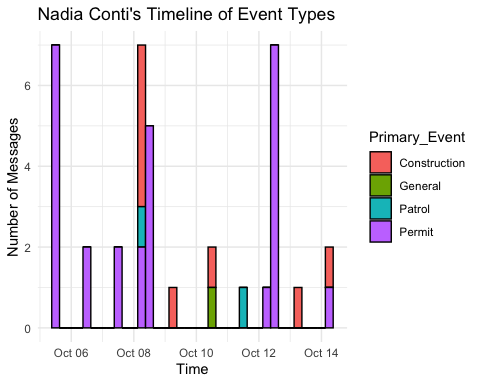 Nadia Conti's Timeline of Event Types
Number of Messages
6
4
2
0
Oct 06 Oct 08 Oct 10 Oct 12 Oct 14
Time
Primary_Event
Construction
General
Patrol
Permit